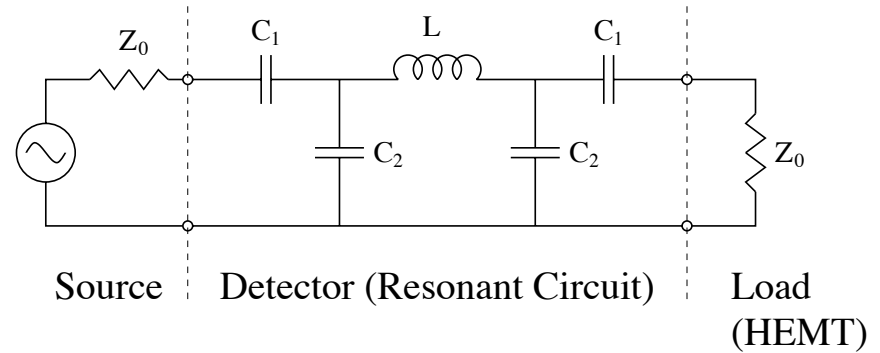 Z₀
C₁
L
C₁
C₂
C₂
Z₀
Source
Detector (Resonant Circuit)
Load
(HEMT)